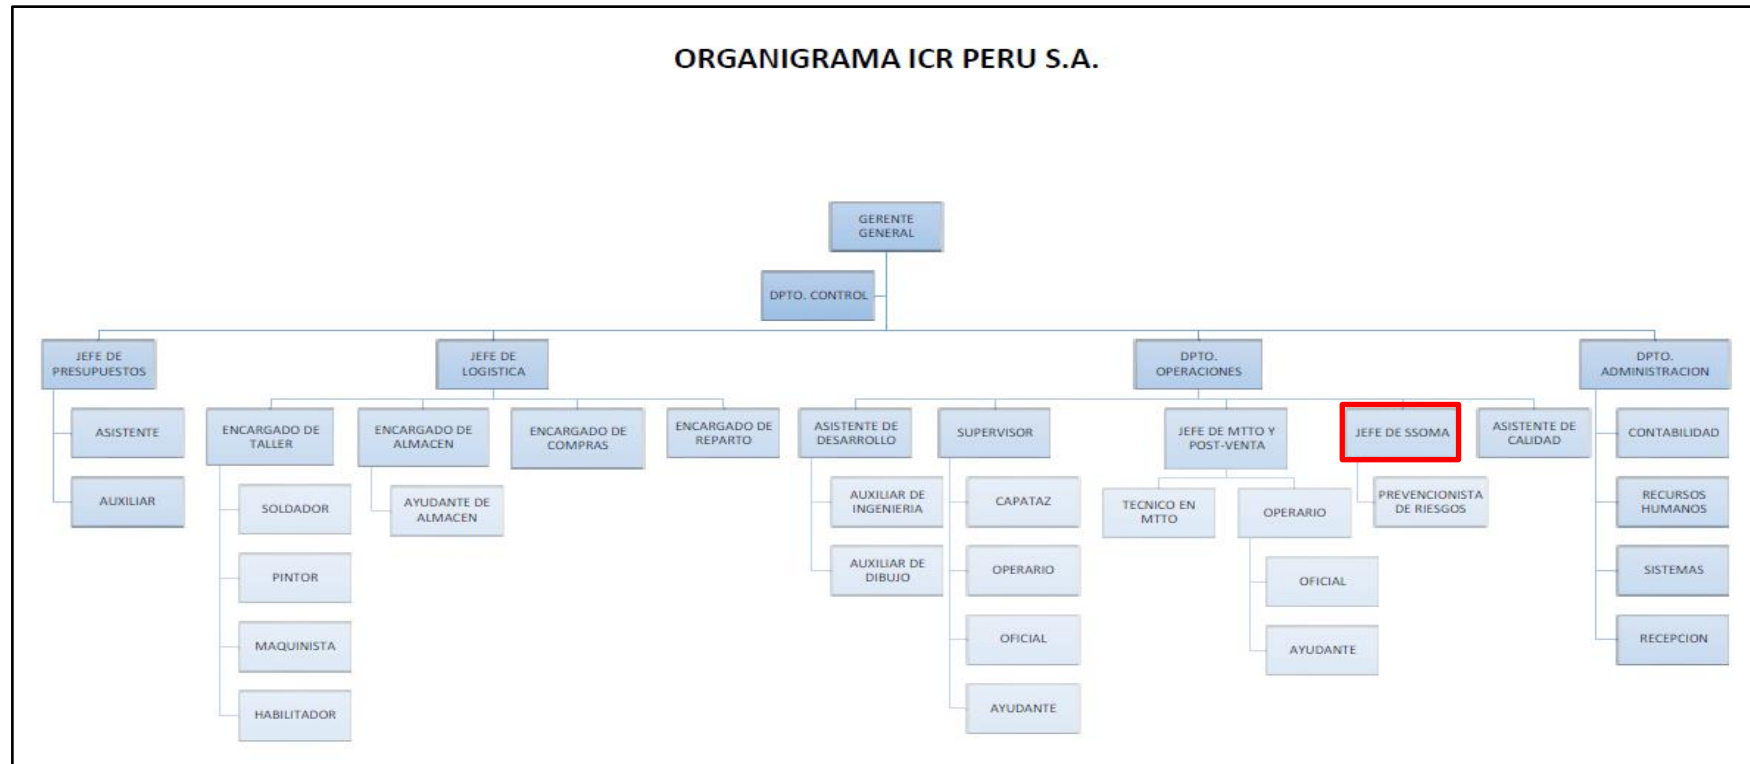 ORGANIGRAMA ICR PERU S.A.
GERENTE
GENERAL
DPTO. CONTROL
JEFE DE
PRESUPUESTOS
JEFE DE
LOGISTICA
DPTO.
OPERACIONES
DPTO.
ADMINISTRACION
ASISTENTE
AUXILIAR
ENCARGADO DE
TALLER
SOLDADOR
PINTOR
MAQUINISTA
HABILITADOR
ENCARGADO DE
ALMACEN
AYUDANTE DE
ALMACEN
ENCARGADO DE
COMPRAS
ENCARGADO DE
REPARTO
ASISTENTE DE
DESARROLLO
AUXILIAR DE
INGENIERIA
AUXILIAR DE
DIBUJO
SUPERVISOR
CAPATAZ
OPERARIO
OFICIAL
AYUDANTE
JEFE DE MTTO Y
POST-VENTA
TECNICO EN
MTTO
OPERARIO
OFICIAL
AYUDANTE
JEFE DE SSOMA
PREVENCIONISTA
DE RIESGOS
ASISTENTE DE
CALIDAD
CONTABILIDAD
RECURSOS
HUMANOS
SISTEMAS
RECEPCION